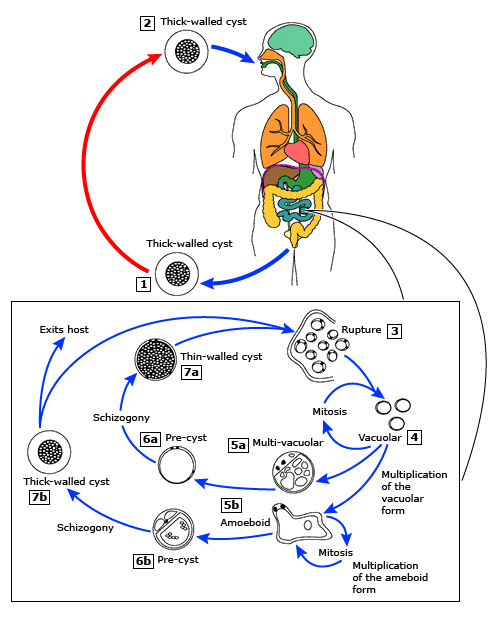 2 Thick-walled cyst
Thick-walled cyst
1
Exits host
Rupture 3
Thin-walled cyst
7a
Mitosis
Schizogony
6a Pre-cyst
5a Multi-vacuolar
Vacuolar 4
Thick-walled cyst
7b
Multiplication
of the
vacuolar
form
5b
Amoeboid
Schizogony
6b Pre-cyst
Mitosis
Multiplication
of the ameboid
form